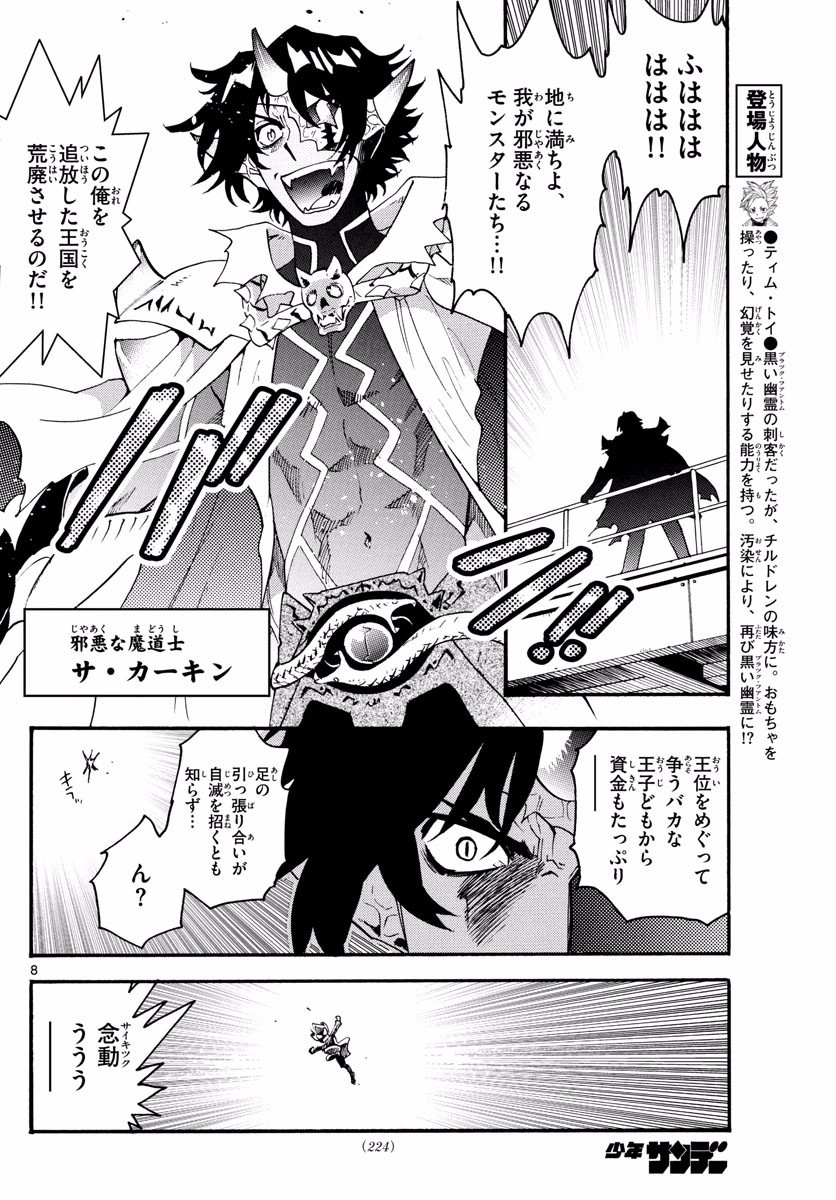 登場人物
●ティム・トイ●黒い幽霊の刺客だったが、チルドレンの味方に。おもちゃを
操ったり、幻覚を見せたりする能力を持つ。汚染により、再び黒い幽霊に!?
ふははは
ははは!!
地に満ちよ、
我が邪悪なる
モンスターたち…!!
この俺を
追放した王国を
荒廃させるのだ!!
邪悪な魔道士
サ・カーキン
王位をめぐって
争うバカな
王子どもから
資金もたっぷり
足の
引っ張り合いが
自滅を招くとも
知らず…
ん?
8
念動
ううう
(224)
少年サンデー